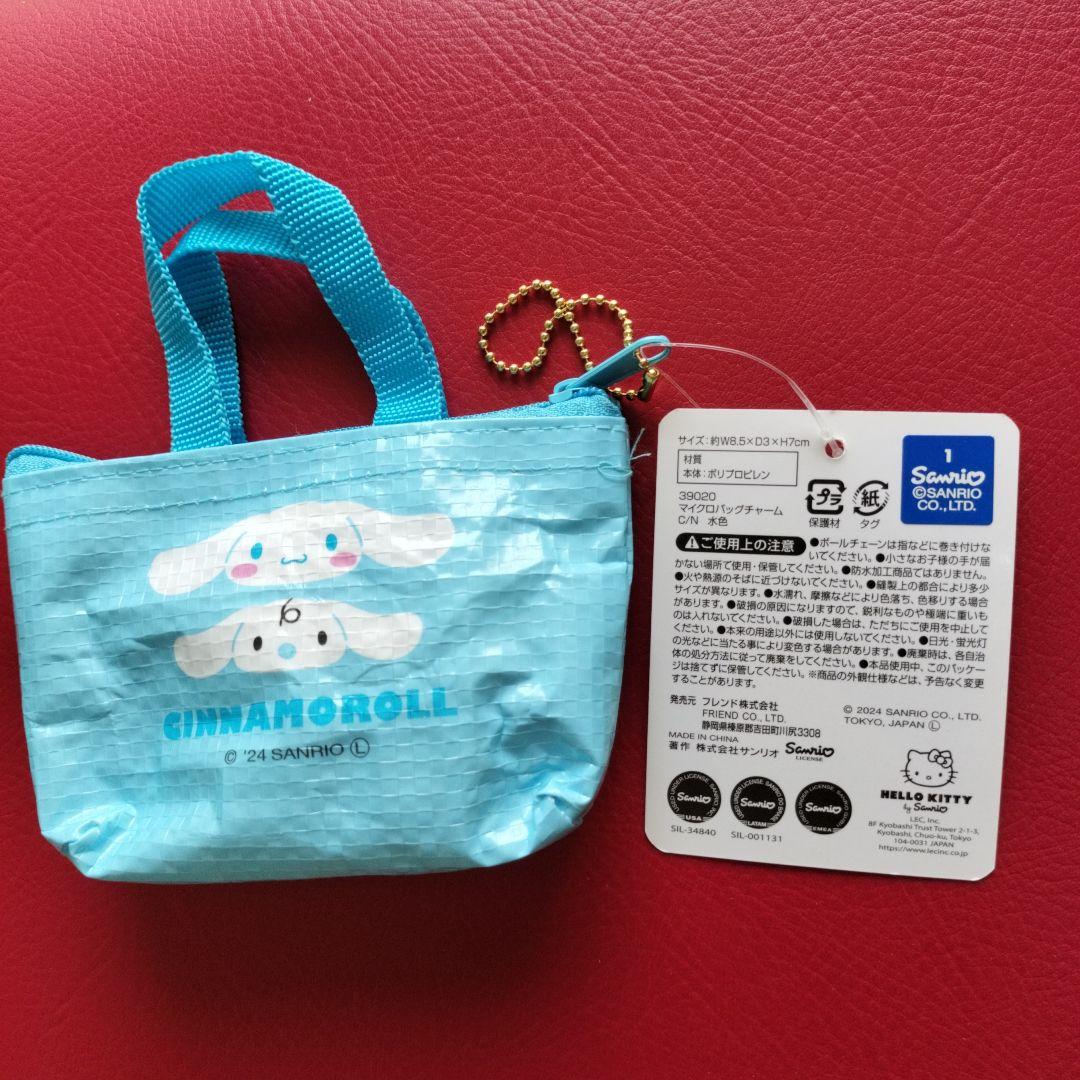 CINNAMOROLL
© '24 SANRIO Ⓛ
サイズ:約W8.5×D3×H7cm
材質
本体:ポリプロピレン
39020
マイクロバッグチャーム
C/N 水色
プラ
保護材
紙
タグ
1
Sanrio
©SANRIO
CO., LTD.
ご使用上の注意 ●ボールチェーンは指などに巻き付けな
いでください。●小さなお子様の手が届
かない場所で使用・保管してください。●防水加工商品ではありません。
●火や熱源のそばに近づけないでください。●縫製上の都合により多少
サイズが異なります。●水濡れ、摩擦などにより色落ち、色移りする場合
があります。●破損の原因になりますので、鋭利なものや極端に重いも
のは入れないでください。●破損した場合は、ただちにご使用を中止して
ください。●本来の用途以外には使用しないでください。●日光・蛍光灯
の光などに当たる事により変色する場合があります。●廃棄時は、各自治
体の処分方法に従って廃棄をしてください。●本品使用中、このパッケー
ジは捨てずに保管してください。※商品の外観仕様などは、予告なく変更
することがあります。
発売元 フレンド株式会社
FRIEND CO., LTD.
静岡県榛原郡吉田町川尻3308
MADE IN CHINA
著作 株式会社サンリオ Sanrio
LICENSE
© 2024 SANRIO CO., LTD.
TOKYO, JAPAN Ⓛ
USED UNDER LICENSE. SANRIO, INC.
Sanrio
USA
SIL-34840
USED UNDER LICENSE. SANRIO DO BRASIL
Sanrio
LATAM
SIL-001131
Sanrio
EMEA
HELLO KITTY
by Sanrio
LEC, Inc.
8F Kyobashi Trust Tower 2-1-3,
Kyobashi, Chuo-ku, Tokyo
104-0031 JAPAN
https://www.lecinc.co.jp